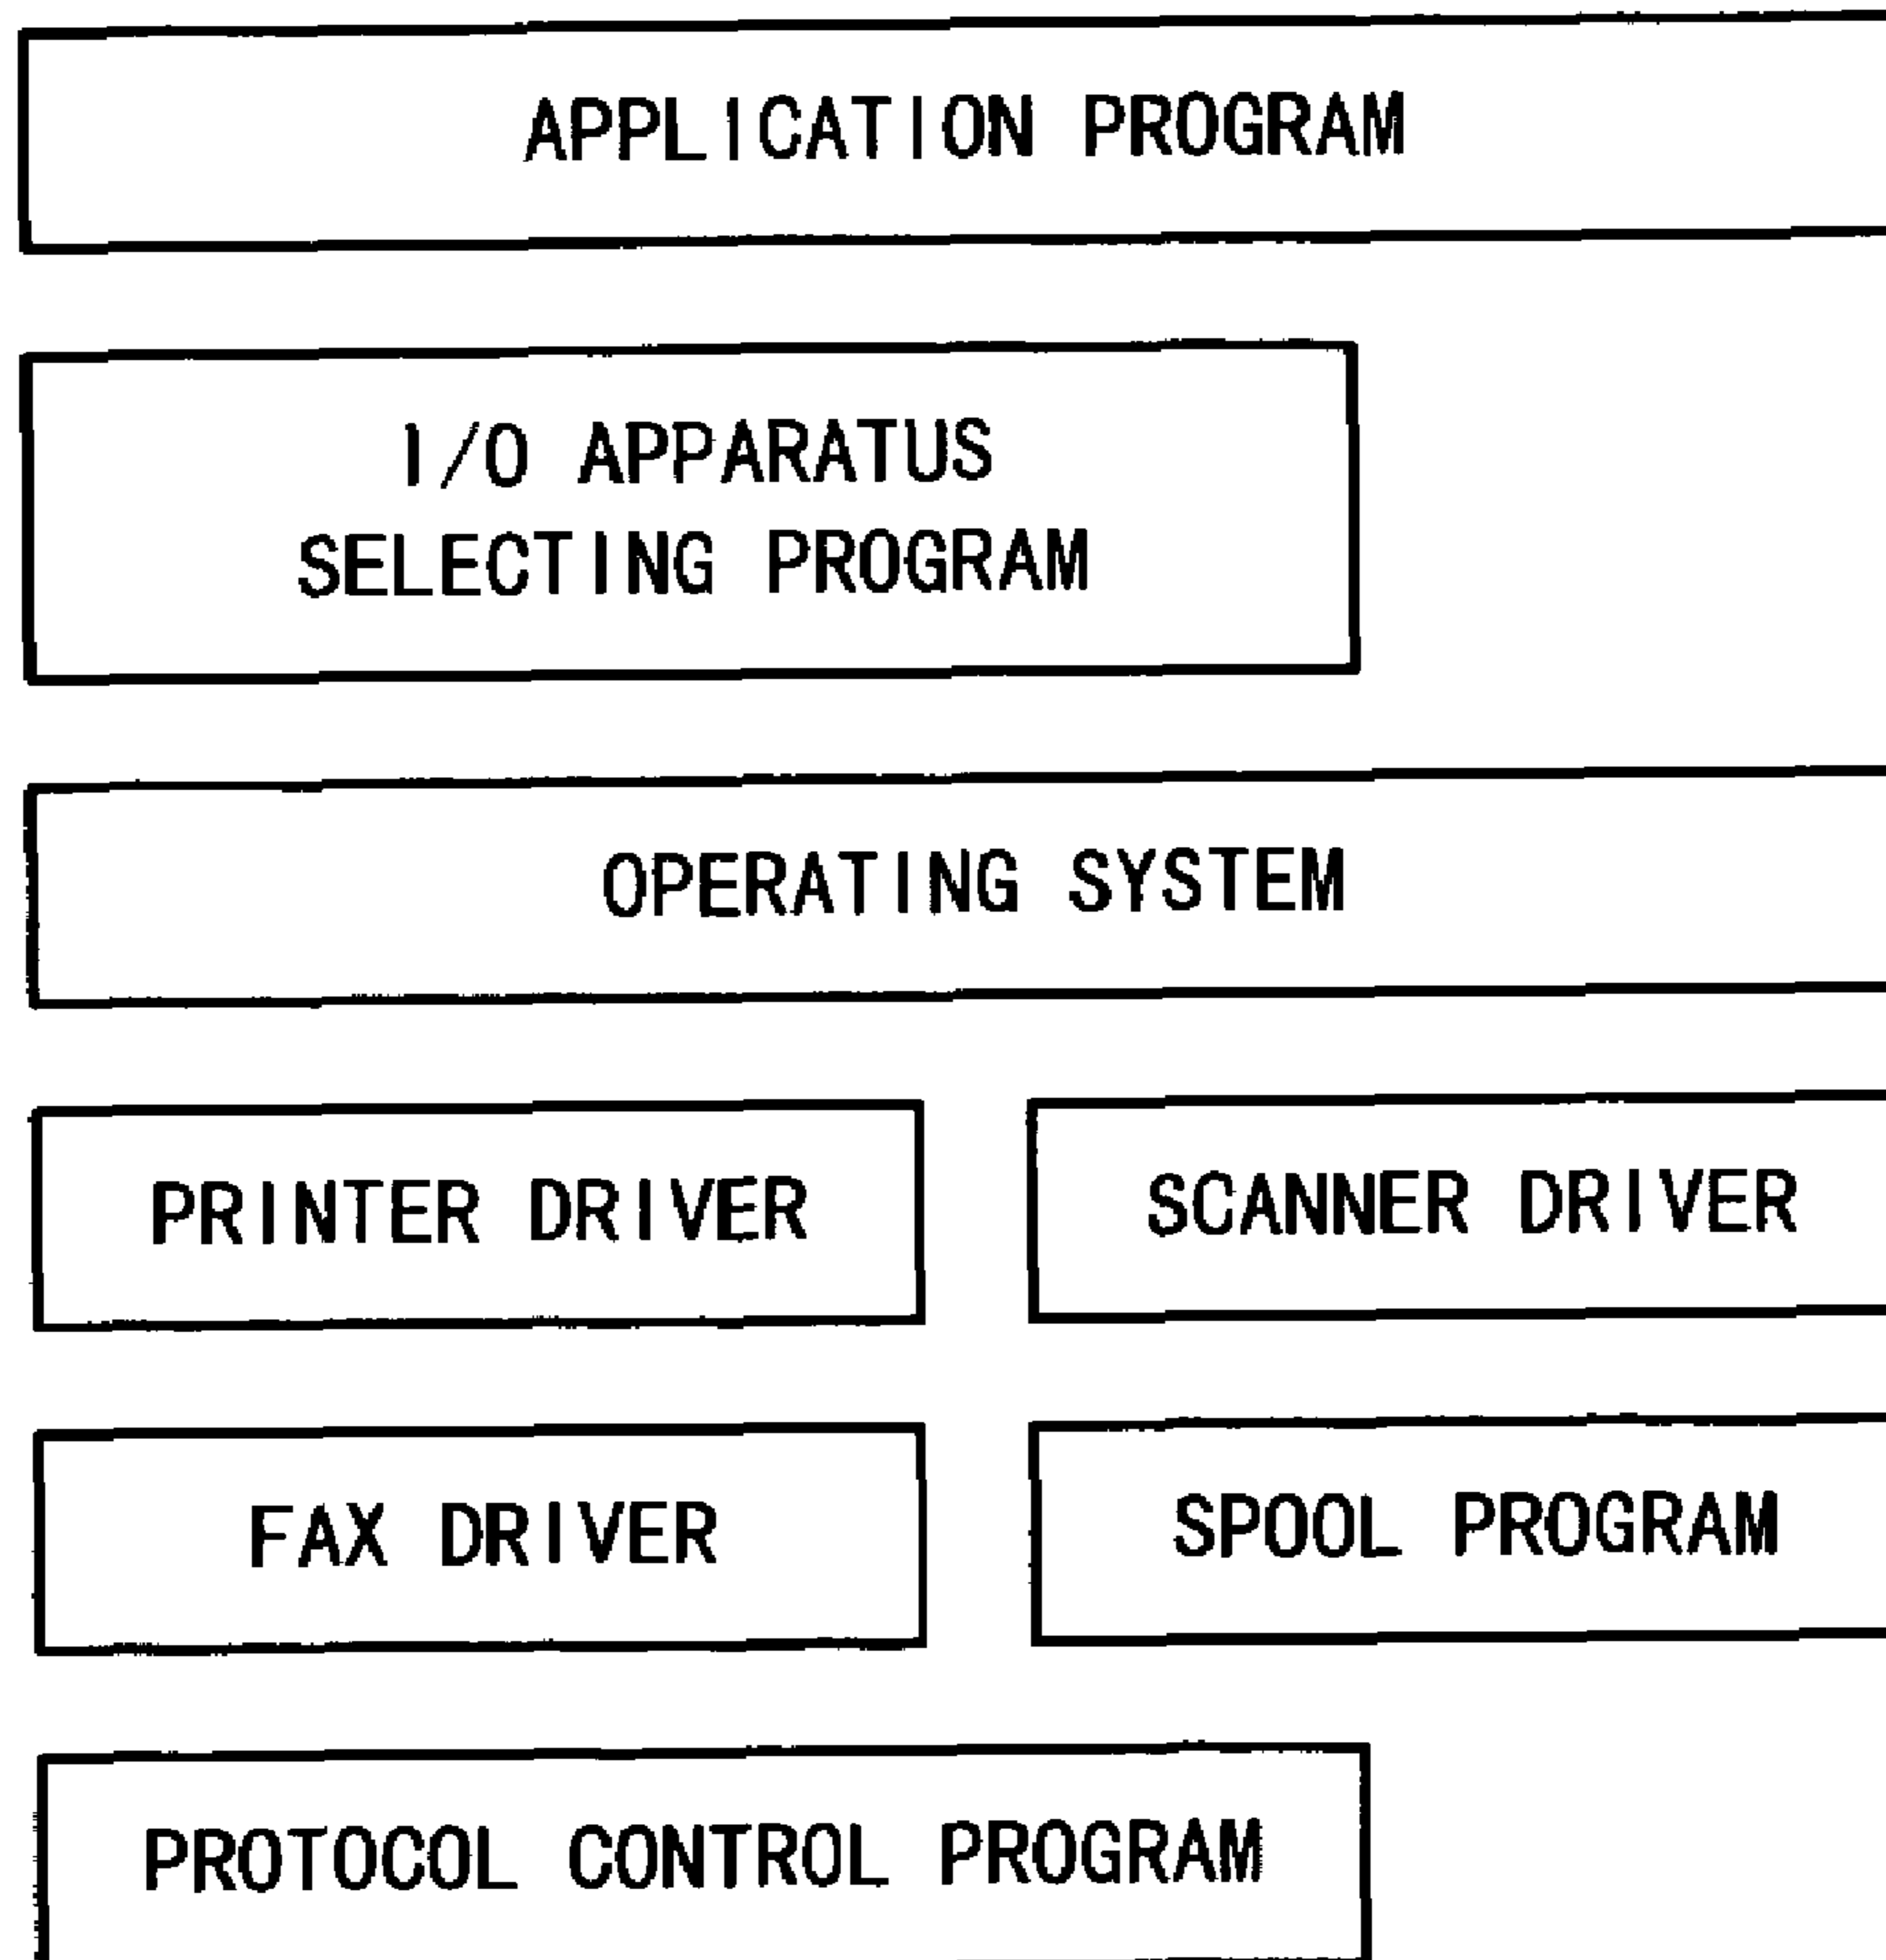 APPLICATION PROGRAM
I/O APPARATUS
SELECTING PROGRAM
OPERATING SYSTEM
PRINTER DRIVER
SCANNER DRIVER
FAX DRIVER
SPOOL PROGRAM
PROTOCOL CONTROL PROGRAM